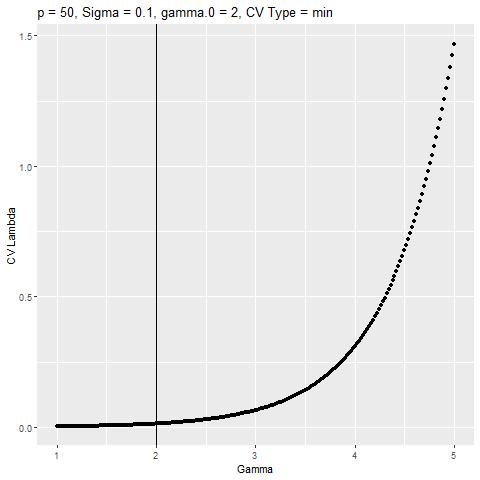 p = 50, Sigma = 0.1, gamma.0 = 2, CV Type = min
1.5
1.0
0.5
0.0
CV Lambda
1 2 3 4 5
Gamma